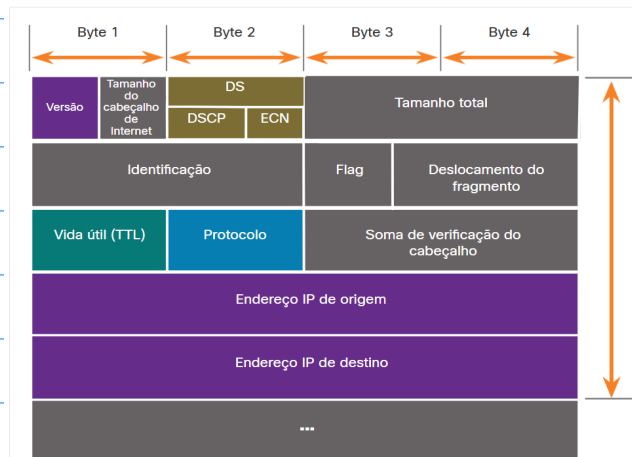 Byte 1
Byte 2
Byte 3
Byte 4
Versão
Tamanho
do
cabeçalho
de
Internet
DS
DSCP
ECN
Tamanho total
Identificação
Flag
Deslocamento do
fragmento
Vida útil (TTL)
Protocolo
Soma de verificação do
cabeçalho
Endereço IP de origem
Endereço IP de destino
...